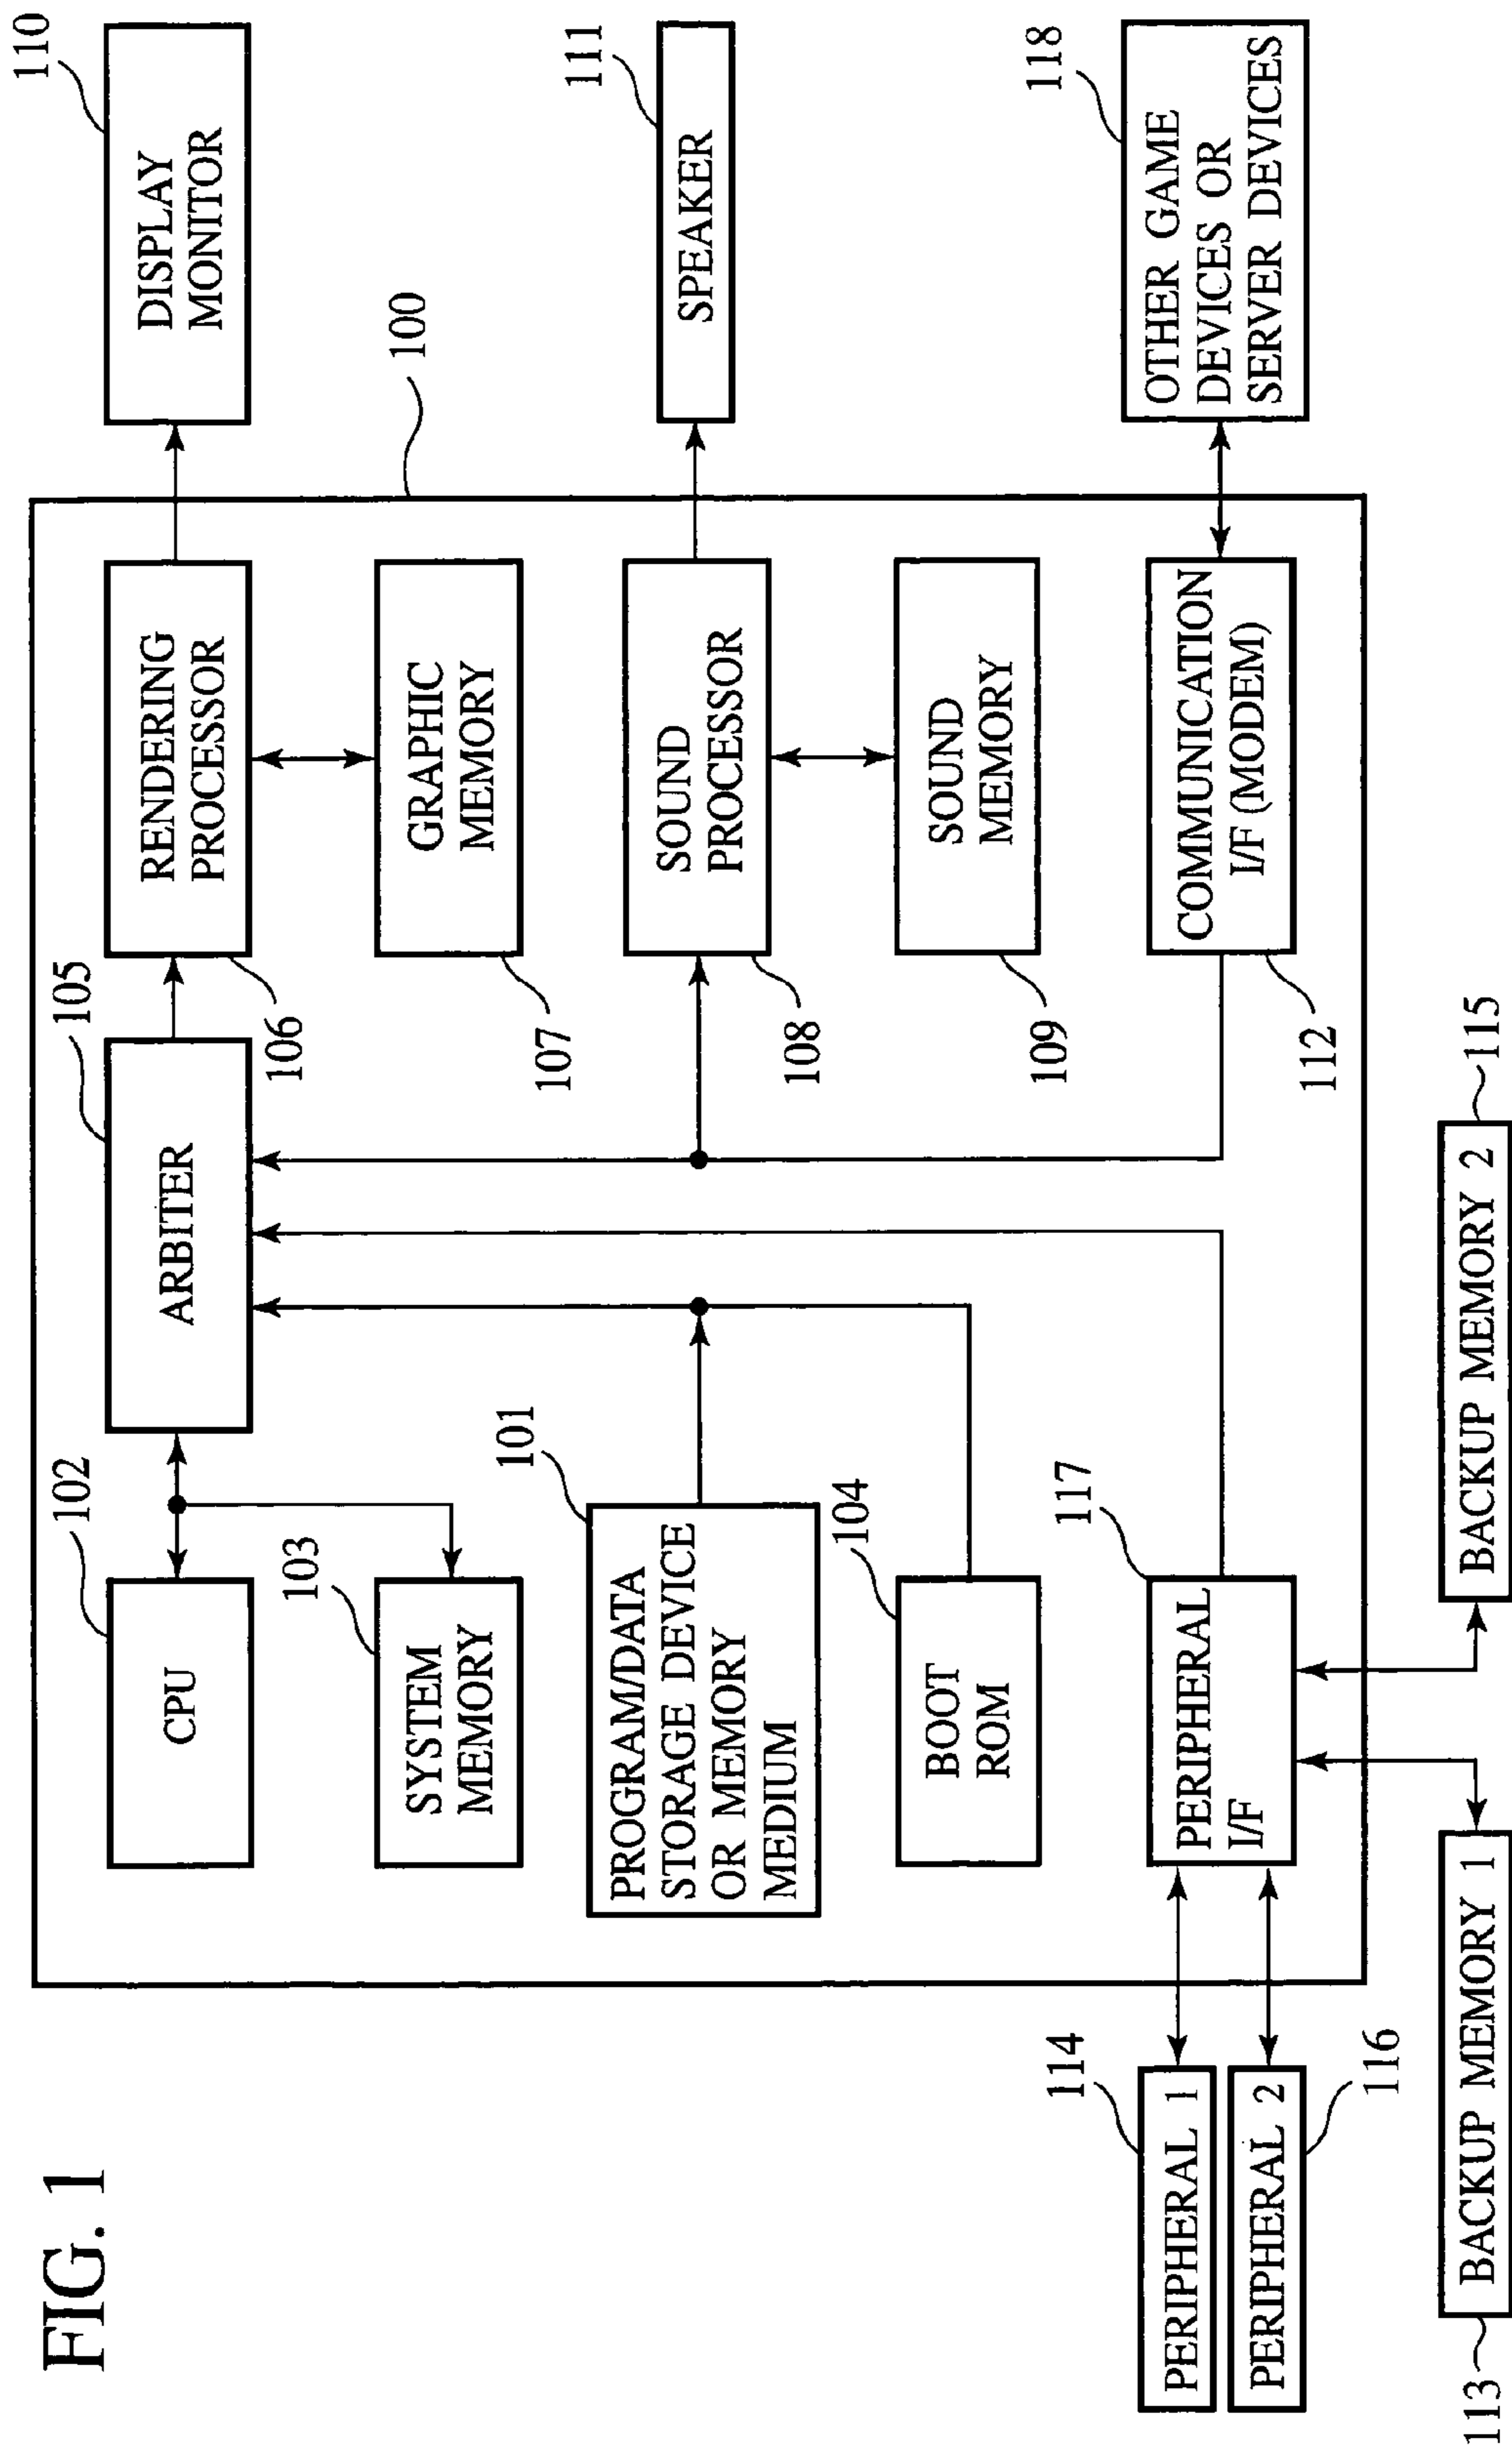 FIG. 1
100
102
CPU
103
SYSTEM
MEMORY
101
PROGRAM/DATA
STORAGE DEVICE
OR MEMORY
MEDIUM
104
BOOT
ROM
117
PERIPHERAL
I/F
105
ARBITER
RENDERING
PROCESSOR
106
GRAPHIC
MEMORY
107
SOUND
PROCESSOR
108
SOUND
MEMORY
109
COMMUNICATION
I/F (MODEM)
112
110
DISPLAY
MONITOR
111
SPEAKER
118
OTHER GAME
DEVICES OR
SERVER DEVICES
114
PERIPHERAL 1
PERIPHERAL 2
116
113
BACKUP MEMORY 1
BACKUP MEMORY 2
115